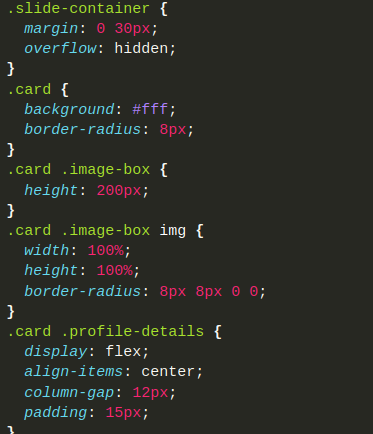 .slide-container {
  margin: 0 30px;
  overflow: hidden;
}
.card {
  background: #fff;
  border-radius: 8px;
}
.card .image-box {
  height: 200px;
}
.card .image-box img {
  width: 100%;
  height: 100%;
  border-radius: 8px 8px 0 0;
}
.card .profile-details {
  display: flex;
  align-items: center;
  column-gap: 12px;
  padding: 15px;
}